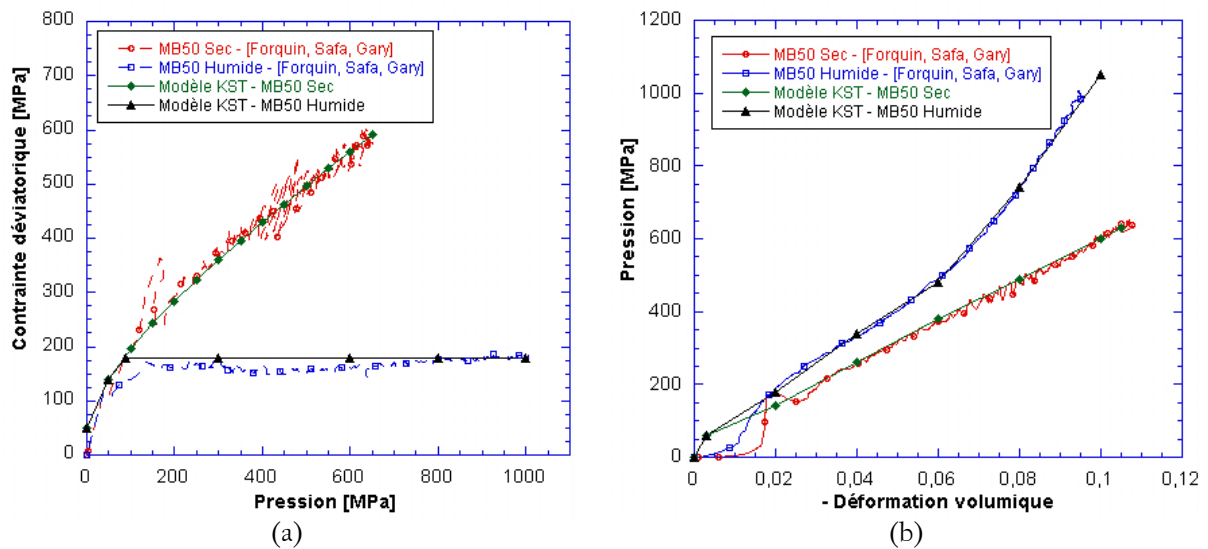 800
700
600
500
400
300
200
100
0
Contrainte déviatorique [MPa]
MB50 Sec - [Forquin, Safa, Gary]
MB50 Humide - [Forquin, Safa, Gary]
Modèle KST - MB50 Sec
Modèle KST - MB50 Humide
0 200 400 600 800 1000
Pression [MPa]
(a)
1200
1000
800
600
400
200
0
Pression [MPa]
MB50 Sec - [Forquin, Safa, Gary]
MB50 Humide - [Forquin, Safa, Gary]
Modèle KST - MB50 Sec
Modèle KST - MB50 Humide
0 0,02 0,04 0,06 0,08 0,1 0,12
- Déformation volumique
(b)